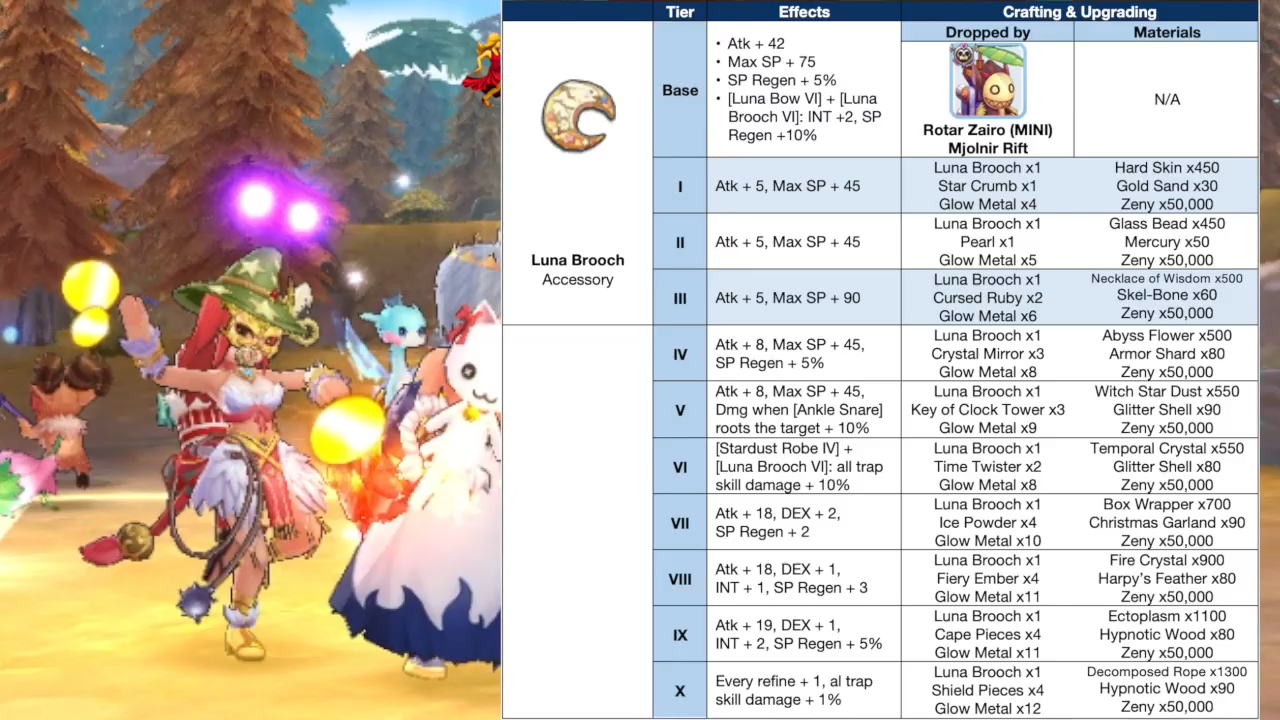 Tier
Effects
Crafting & Upgrading
Dropped by
Materials
Luna Brooch
Accessory
Base
• Atk + 42
• Max SP + 75
• SP Regen + 5%
• [Luna Bow VI] + [Luna
Brooch VI]: INT +2, SP
Regen +10%
Rotar Zairo (MINI)
Mjolnir Rift
N/A
I
Atk + 5, Max SP + 45
Luna Brooch x1
Star Crumb x1
Glow Metal x4
Hard Skin x450
Gold Sand x30
Zeny x50,000
II
Atk + 5, Max SP + 45
Luna Brooch x1
Pearl x1
Glow Metal x5
Glass Bead x450
Mercury x50
Zeny x50,000
III
Atk + 5, Max SP + 90
Luna Brooch x1
Cursed Ruby x2
Glow Metal x6
Necklace of Wisdom x500
Skel-Bone x60
Zeny x50,000
IV
Atk + 8, Max SP + 45,
SP Regen + 5%
Luna Brooch x1
Crystal Mirror x3
Glow Metal x8
Abyss Flower x500
Armor Shard x80
Zeny x50,000
V
Atk + 8, Max SP + 45,
Dmg when [Ankle Snare]
roots the target + 10%
Luna Brooch x1
Key of Clock Tower x3
Glow Metal x9
Witch Star Dust x550
Glitter Shell x90
Zeny x50,000
VI
[Stardust Robe IV] +
[Luna Brooch VI]: all trap
skill damage + 10%
Luna Brooch x1
Time Twister x2
Glow Metal x8
Temporal Crystal x550
Glitter Shell x80
Zeny x50,000
VII
Atk + 18, DEX + 2,
SP Regen + 2
Luna Brooch x1
Ice Powder x4
Glow Metal x10
Box Wrapper x700
Christmas Garland x90
Zeny x50,000
VIII
Atk + 18, DEX + 1,
INT + 1, SP Regen + 3
Luna Brooch x1
Fiery Ember x4
Glow Metal x11
Fire Crystal x900
Harpy's Feather x80
Zeny x50,000
IX
Atk + 19, DEX + 1,
INT + 2, SP Regen + 5%
Luna Brooch x1
Cape Pieces x4
Glow Metal x11
Ectoplasm x1100
Hypnotic Wood x80
Zeny x50,000
X
Every refine + 1, al trap
skill damage + 1%
Luna Brooch x1
Shield Pieces x4
Glow Metal x12
Decomposed Rope x1300
Hypnotic Wood x90
Zeny x50,000